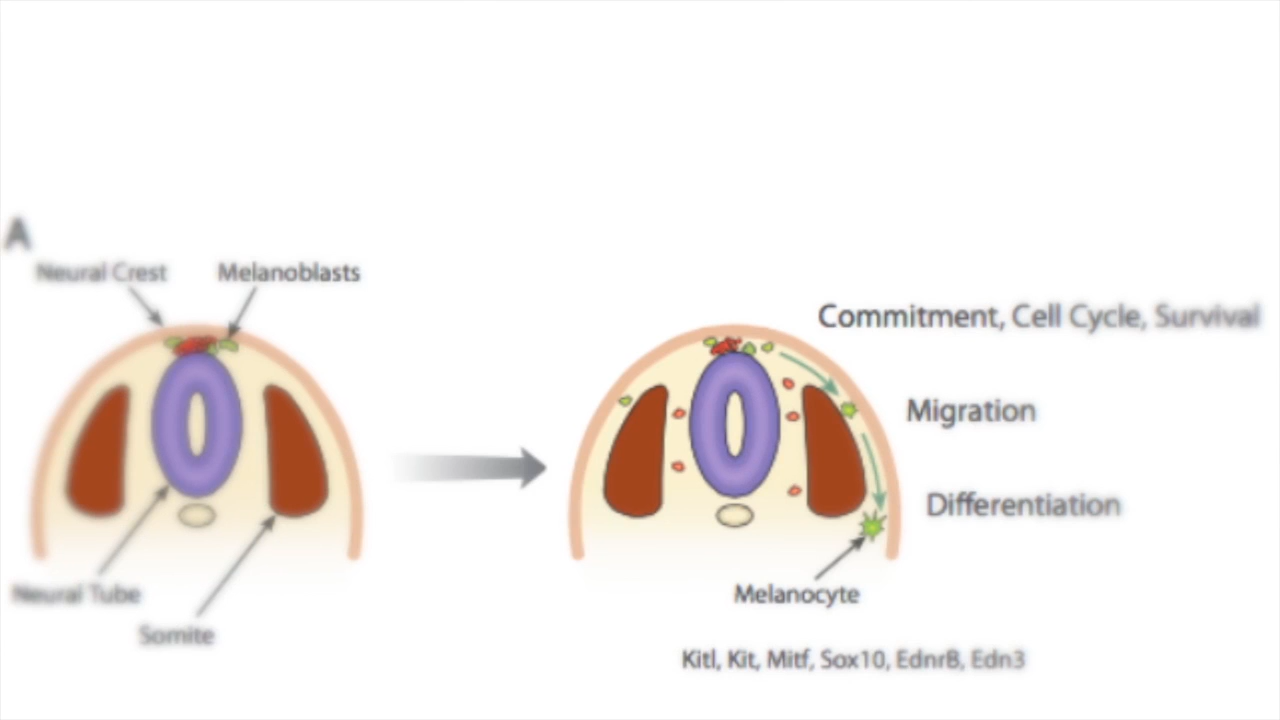 A
Neural Crest
Melanoblasts
Commitment, Cell Cycle, Survival
Migration
Differentiation
Neural Tube
Melanocyte
Somite
Kitl, Kit, Mitf, Sox10, EdnrB, Edn3